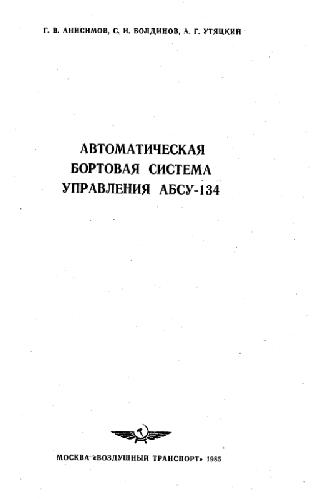 Г. В. АНИСИМОВ, С. И. БОЛДИНОВ, А. Г. УТЯЦКИЙ
АВТОМАТИЧЕСКАЯ
БОРТОВАЯ СИСТЕМА
УПРАВЛЕНИЯ АБСУ-134
МОСКВА «ВОЗДУШНЫЙ ТРАНСПОРТ» 1985